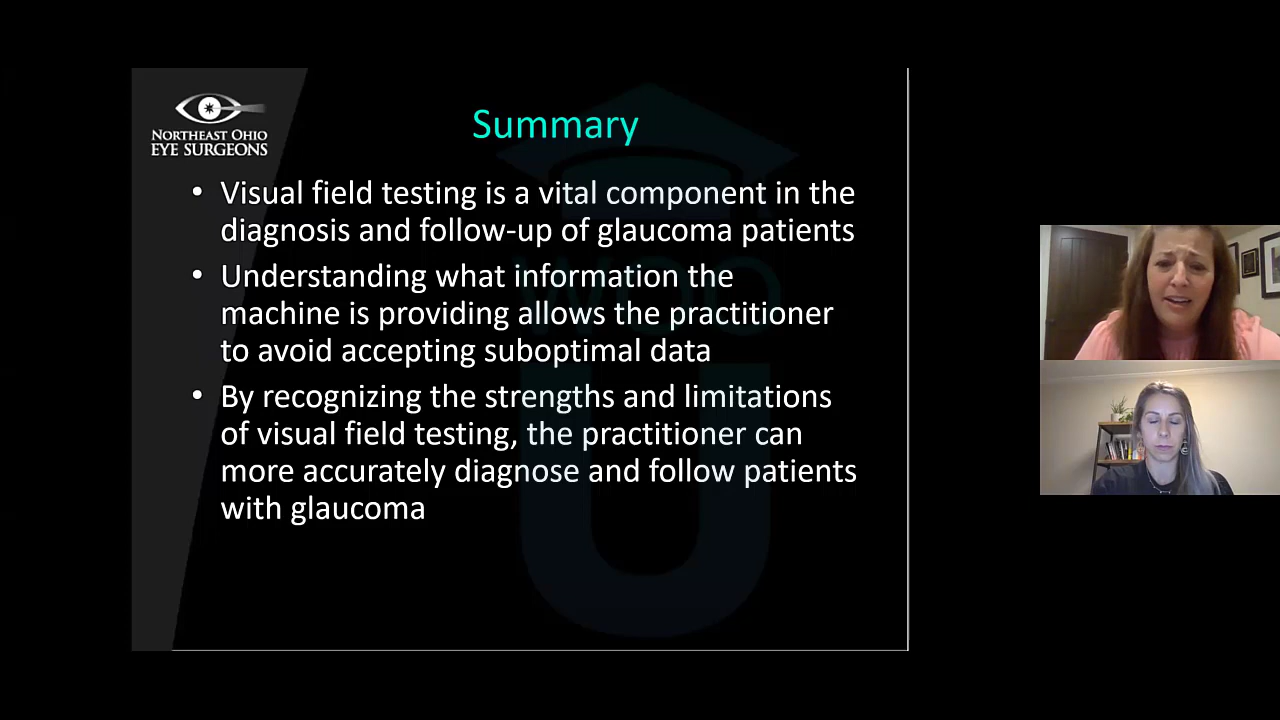 NORTHEAST OHIO
EYE SURGEONS
Summary
• Visual field testing is a vital component in the
diagnosis and follow-up of glaucoma patients
• Understanding what information the
machine is providing allows the practitioner
to avoid accepting suboptimal data
• By recognizing the strengths and limitations
of visual field testing, the practitioner can
more accurately diagnose and follow patients
with glaucoma